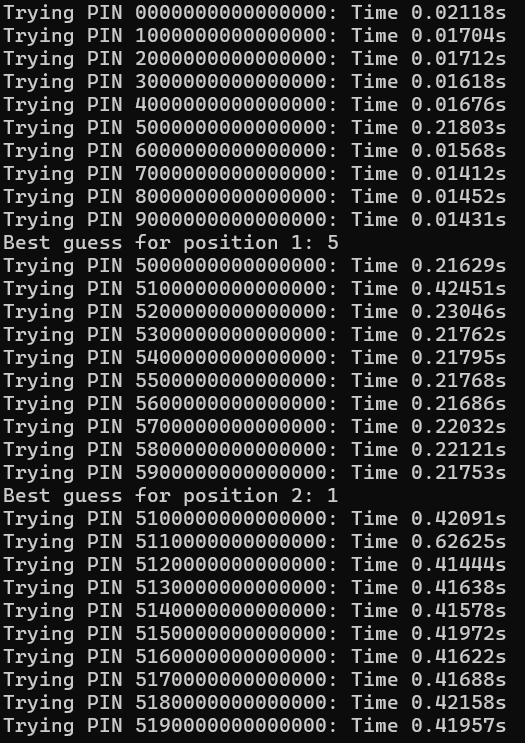 Trying PIN 0000000000000000: Time 0.02118s
Trying PIN 1000000000000000: Time 0.01704s
Trying PIN 2000000000000000: Time 0.01712s
Trying PIN 3000000000000000: Time 0.01618s
Trying PIN 4000000000000000: Time 0.01676s
Trying PIN 5000000000000000: Time 0.21803s
Trying PIN 6000000000000000: Time 0.01568s
Trying PIN 7000000000000000: Time 0.01412s
Trying PIN 8000000000000000: Time 0.01452s
Trying PIN 9000000000000000: Time 0.01431s
Best guess for position 1: 5
Trying PIN 5000000000000000: Time 0.21629s
Trying PIN 5100000000000000: Time 0.42451s
Trying PIN 5200000000000000: Time 0.23046s
Trying PIN 5300000000000000: Time 0.21762s
Trying PIN 5400000000000000: Time 0.21795s
Trying PIN 5500000000000000: Time 0.21768s
Trying PIN 5600000000000000: Time 0.21686s
Trying PIN 5700000000000000: Time 0.22032s
Trying PIN 5800000000000000: Time 0.22121s
Trying PIN 5900000000000000: Time 0.21753s
Best guess for position 2: 1
Trying PIN 5100000000000000: Time 0.42091s
Trying PIN 5110000000000000: Time 0.62625s
Trying PIN 5120000000000000: Time 0.41444s
Trying PIN 5130000000000000: Time 0.41638s
Trying PIN 5140000000000000: Time 0.41578s
Trying PIN 5150000000000000: Time 0.41972s
Trying PIN 5160000000000000: Time 0.41622s
Trying PIN 5170000000000000: Time 0.41688s
Trying PIN 5180000000000000: Time 0.42158s
Trying PIN 5190000000000000: Time 0.41957s